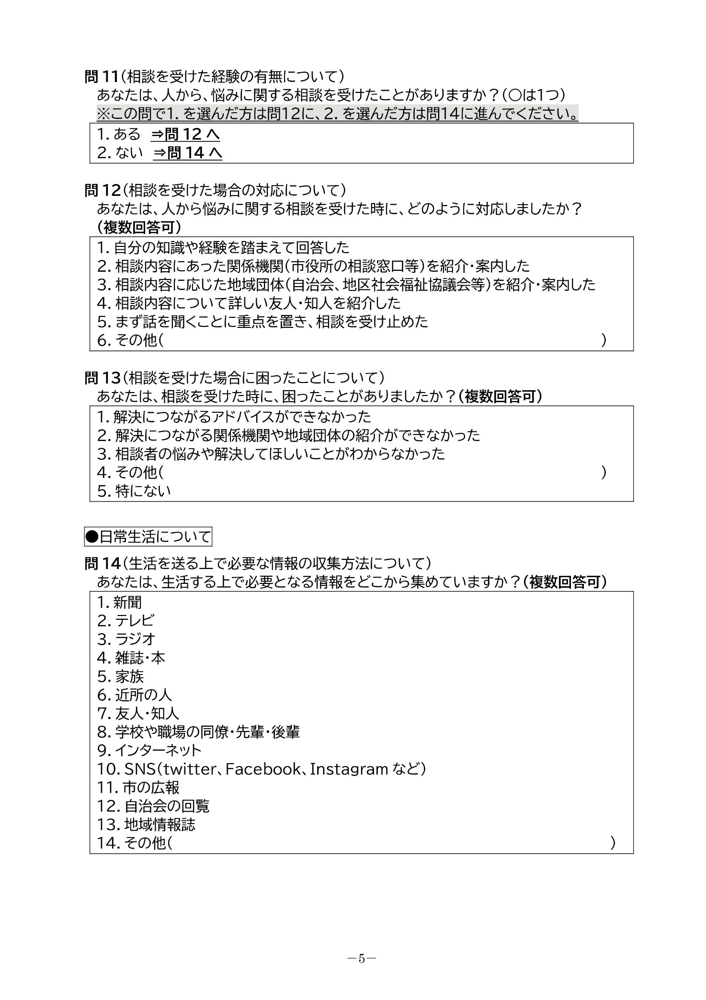 問11(相談を受けた経験の有無について)
あなたは、人から、悩みに関する相談を受けたことがありますか？(○は1つ)
※この問で1. を選んだ方は問12に、2. を選んだ方は問14に進んでください。
1. ある ⇒問12へ
2. ない ⇒問14へ
問12(相談を受けた場合の対応について)
あなたは、人から悩みに関する相談を受けた時に、どのように対応しましたか？
(複数回答可)
1. 自分の知識や経験を踏まえて回答した
2. 相談内容にあった関係機関(市役所の相談窓口等)を紹介・案内した
3. 相談内容に応じた地域団体(自治会、地区社会福祉協議会等)を紹介・案内した
4. 相談内容について詳しい友人・知人を紹介した
5. まず話を聞くことに重点を置き、相談を受け止めた
6. その他( )
問13(相談を受けた場合に困ったことについて)
あなたは、相談を受けた時に、困ったことがありましたか？(複数回答可)
1. 解決につながるアドバイスができなかった
2. 解決につながる関係機関や地域団体の紹介ができなかった
3. 相談者の悩みや解決してほしいことがわからなかった
4. その他( )
5. 特にない
●日常生活について
問14(生活を送る上で必要な情報の収集方法について)
あなたは、生活する上で必要となる情報をどこから集めていますか？(複数回答可)
1. 新聞
2. テレビ
3. ラジオ
4. 雑誌・本
5. 家族
6. 近所の人
7. 友人・知人
8. 学校や職場の同僚・先輩・後輩
9. インターネット
10. SNS(twitter、Facebook、Instagram など)
11. 市の広報
12. 自治会の回覧
13. 地域情報誌
14. その他( )
－5－